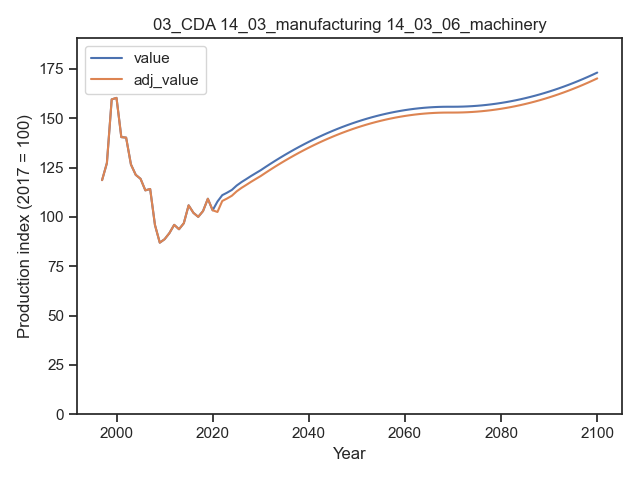 03_CDA 14_03_manufacturing 14_03_06_machinery
value
adj_value
Production index (2017 = 100)
175
150
125
100
75
50
25
0
2000 2020 2040 2060 2080 2100
Year